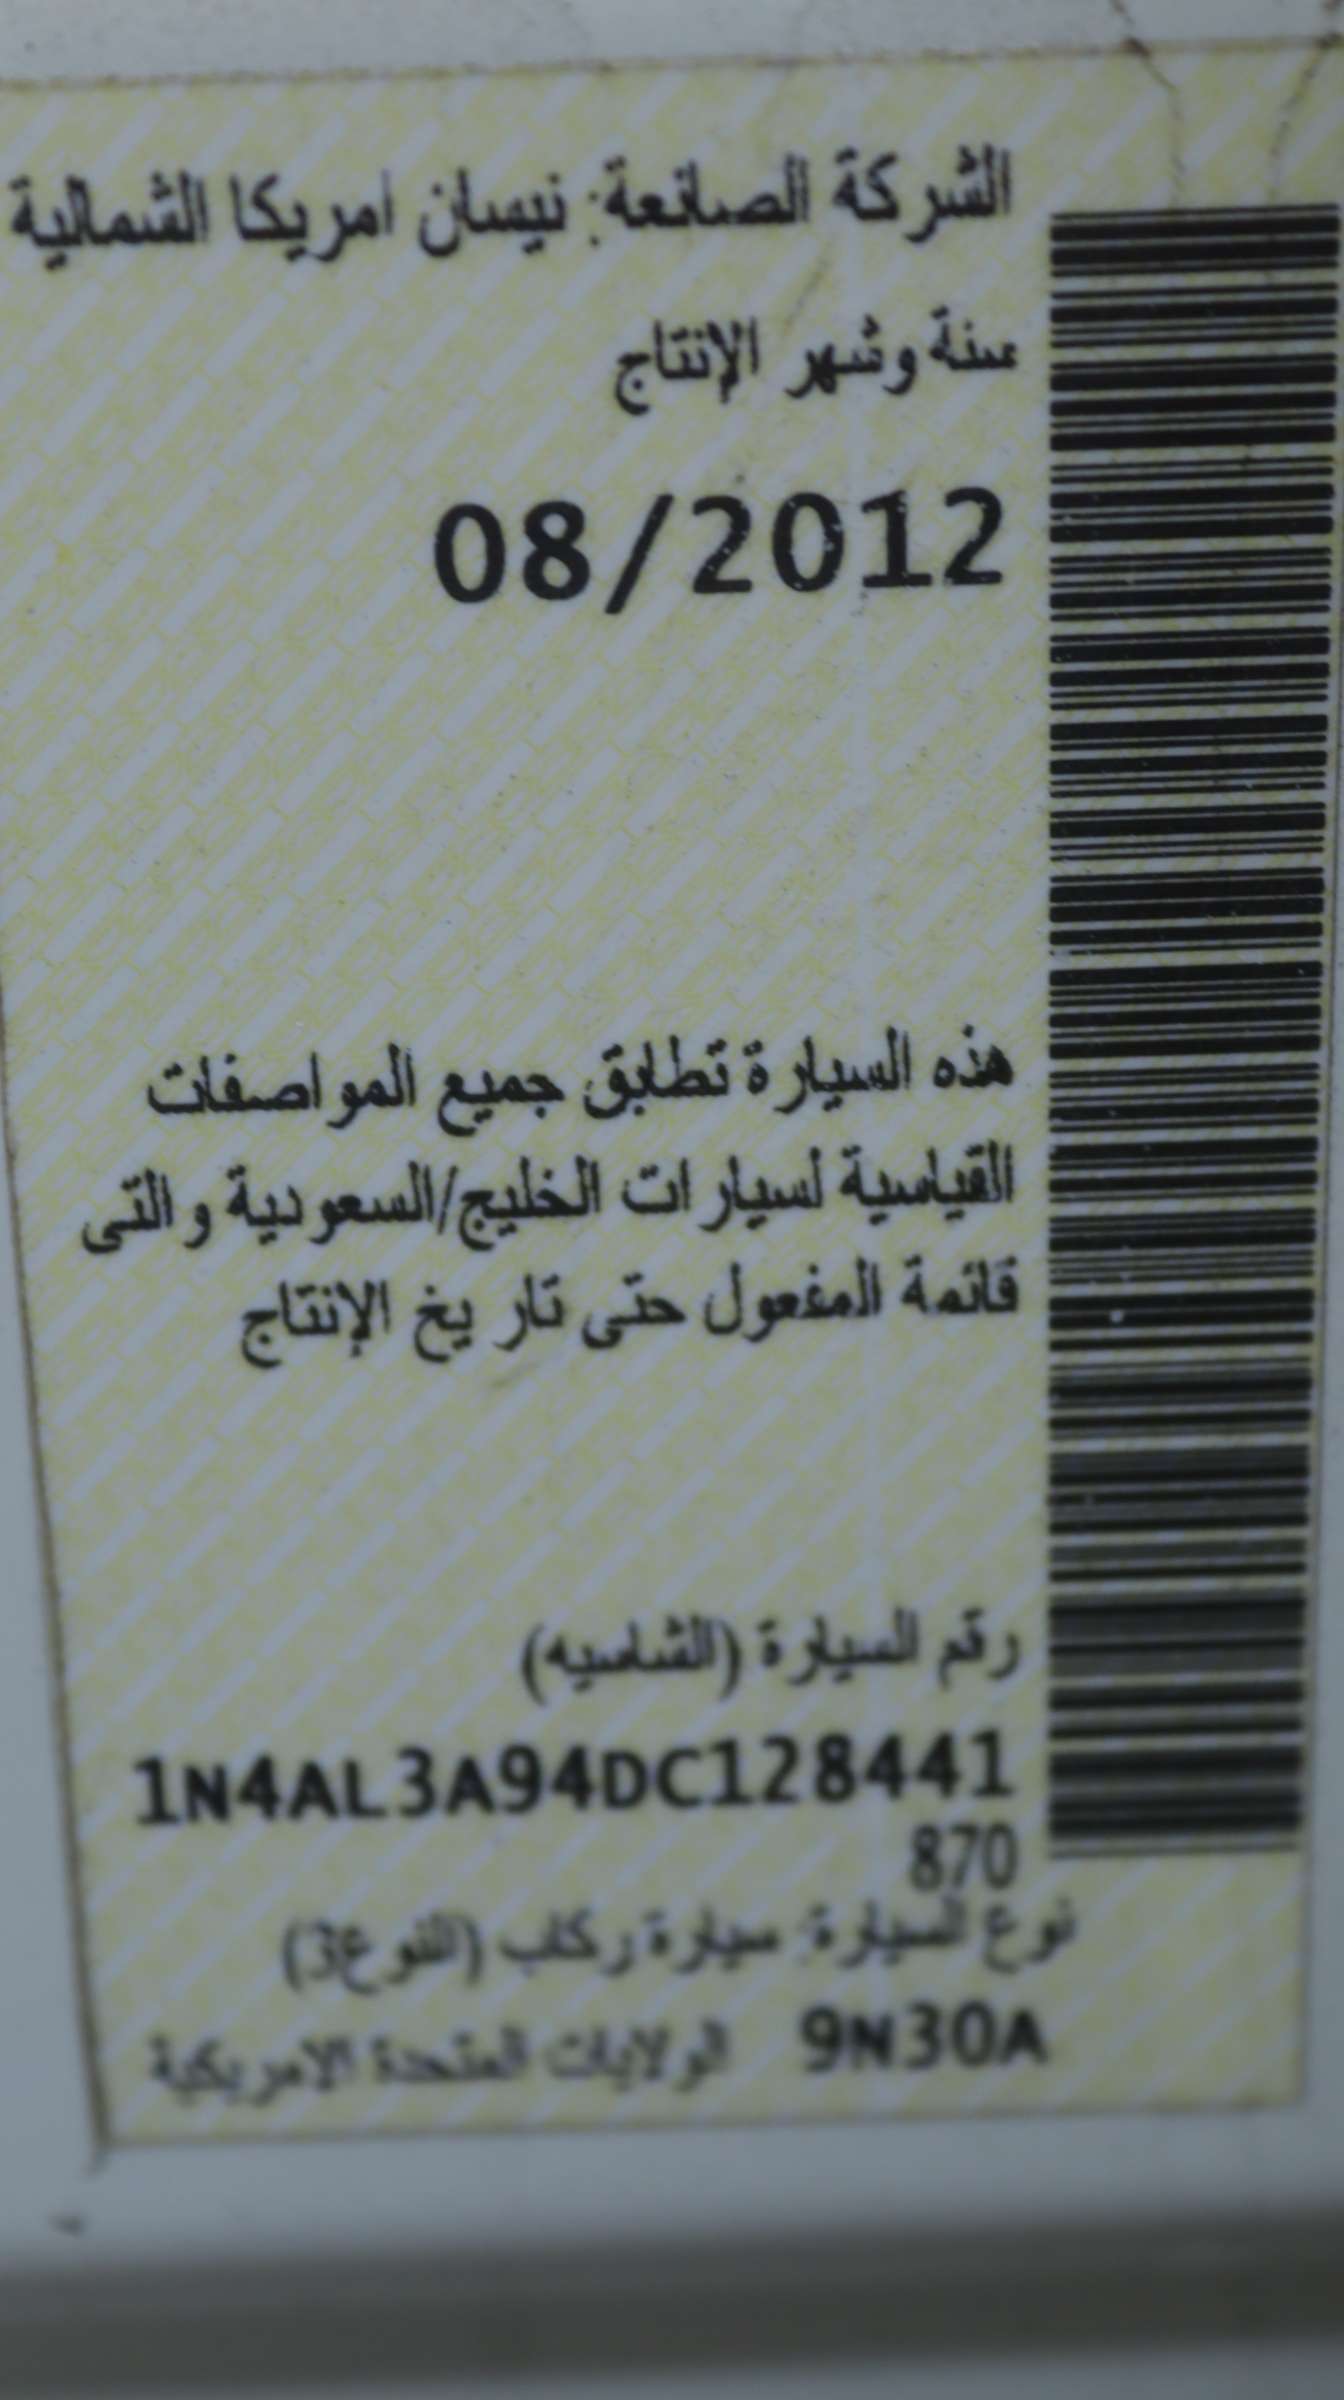 الشركة الصانعة: نيسان امريكا الشمالية
سنة وشهر الإنتاج
08/2012
هذه السيارة تطابق جميع المواصفات
القياسية لسيارات الخليج/السعودية والتى
قائمة المفعول حتى تاريخ الإنتاج
رقم السيارة (الشاسيه)
1N4AL3A94DC128441
870
نوع السيارة: سيارة ركاب (النوع3)
9N30A الولايات المتحدة الامريكية